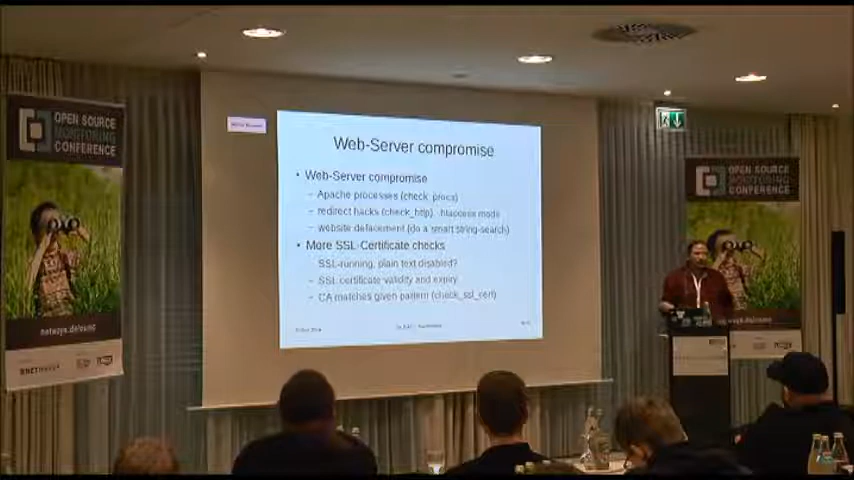 OPEN SOURCE
MONITORING
CONFERENCE
netways.de/osmc
Web-Server compromise
• Web-Server compromise
– Apache processes (check_procs)
– redirect hacks (check_http), .htaccess mods
– website defacement (do a smart string-search)
• More SSL-Certificate checks
SSL-running, plain text disabled?
– SSL certificate validity and expiry
– CA matches given pattern (check_ssl_cert)
OPEN SOURCE
MONITORING
CONFERENCE